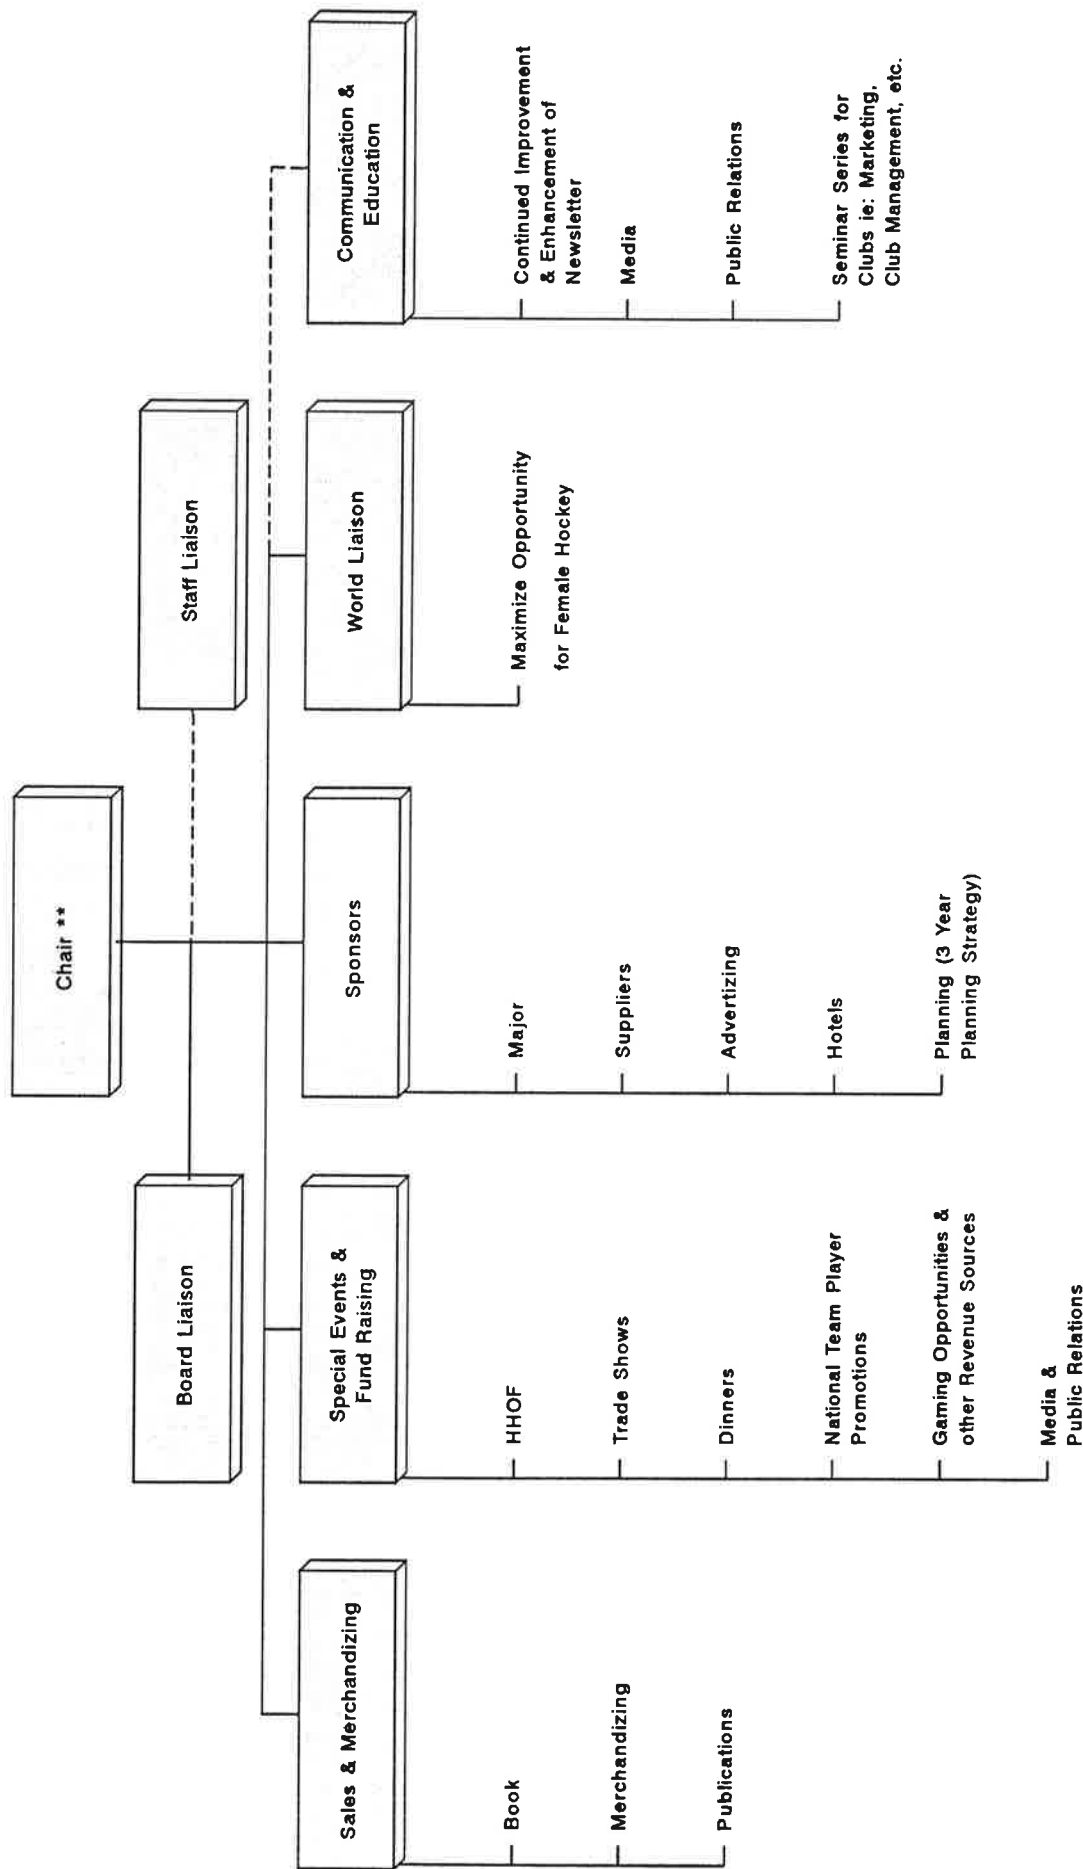 Chair **
Board Liaison
Staff Liaison
Sales & Merchandizing
Book
Merchandizing
Publications
Special Events &
Fund Raising
HHOF
Trade Shows
Dinners
National Team Player
Promotions
Gaming Opportunities &
other Revenue Sources
Media &
Public Relations
Sponsors
Major
Suppliers
Advertizing
Hotels
Planning (3 Year
Planning Strategy)
World Liaison
Maximize Opportunity
for Female Hockey
Communication &
Education
Continued Improvement
& Enhancement of
Newsletter
Media
Public Relations
Seminar Series for
Clubs ie: Marketing,
Club Management, etc.